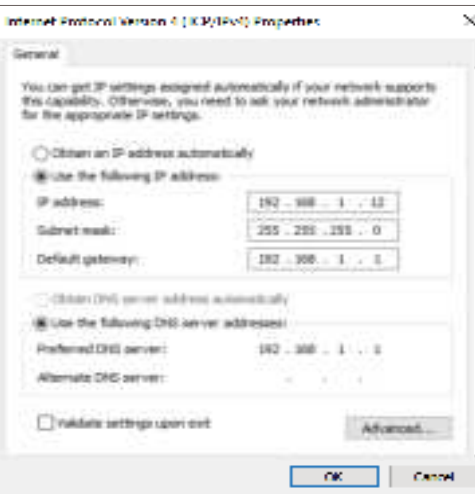 Internet Protocol Version 4 (TCP/IPv4) Properties
General
You can get IP settings assigned automatically if your network supports
this capability. Otherwise, you need to ask your network administrator
for the appropriate IP settings.
Obtain an IP address automatically
Use the following IP address:
IP address: 192 . 168 . 1 . 12
Subnet mask: 255 . 255 . 255 . 0
Default gateway: 192 . 168 . 1 . 1
Obtain DNS server address automatically
Use the following DNS server addresses:
Preferred DNS server: 192 . 168 . 1 . 1
Alternate DNS server: . . .
Validate settings upon exit
Advanced...
OK Cancel